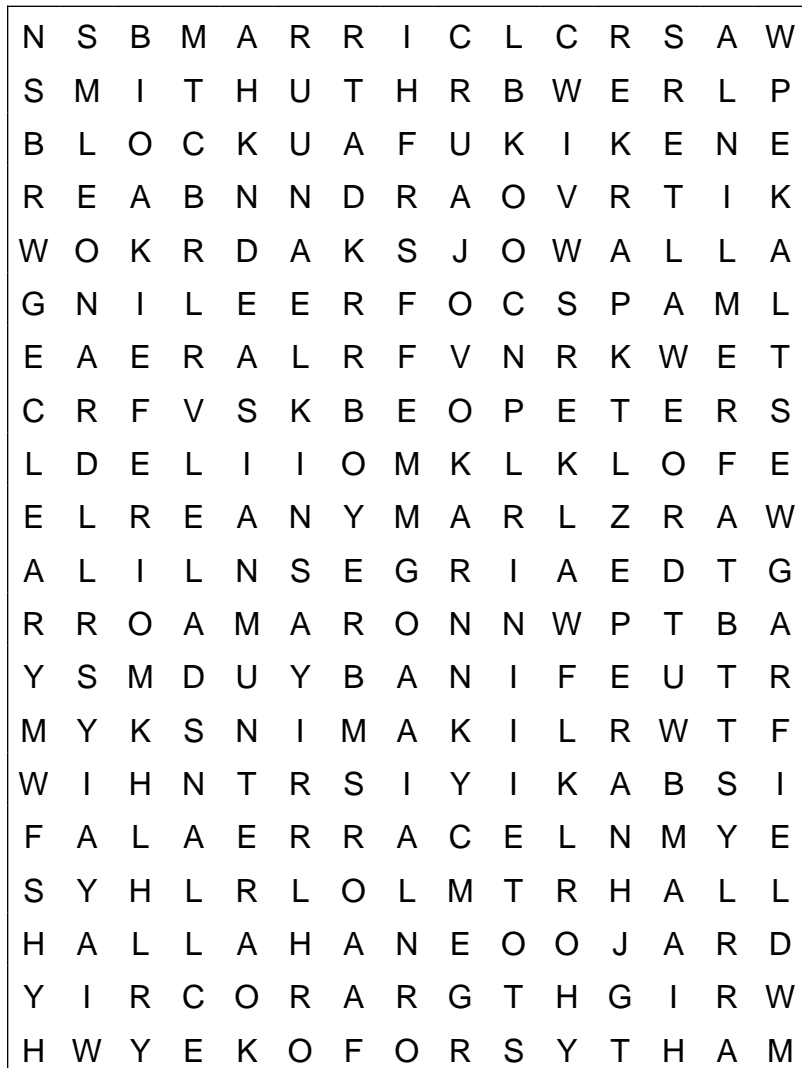 N S B M A R R I C L C R S A W
S M I T H U T H R B W E R L P
B L O C K U A F U K I K E N E
R E A B N N D R A O V R T I K
W O K R D A K S J O W A L L A
G N I L E E R F O C S P A M L
E A E R A L R F V N R K W E T
C R F V S K B E O P E T E R S
L D E L I I O M K L K L O F E
E L R E A N Y M A R L Z R A W
A L I L N S E G R I A E D T G
R R O A M A R O N N W P T B A
Y S M D U Y B A N I F E U T R
M Y K S N I M A K I L R W T F
W I H N T R S I Y I K A B S I
F A L A E R R A C E L N M Y E
S Y H L R L O L M T R H A L L
H A L L A H A N E O O J A R D
Y I R C O R A R G T H G I R W
H W Y E K O F O R S Y T H A M